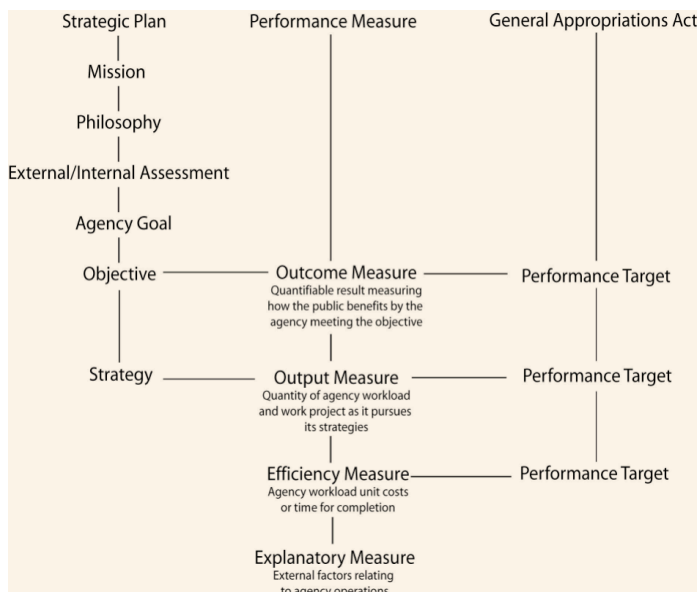 Strategic Plan
Performance Measure
General Appropriations Act
Mission
Philosophy
External/Internal Assessment
Agency Goal
Objective
Outcome Measure
Performance Target
Quantifiable result measuring
how the public benefits by the
agency meeting the objective
Strategy
Output Measure
Performance Target
Quantity of agency workload
and work project as it pursues
its strategies
Efficiency Measure
Performance Target
Agency workload unit costs
or time for completion
Explanatory Measure
External factors relating
to agency operations